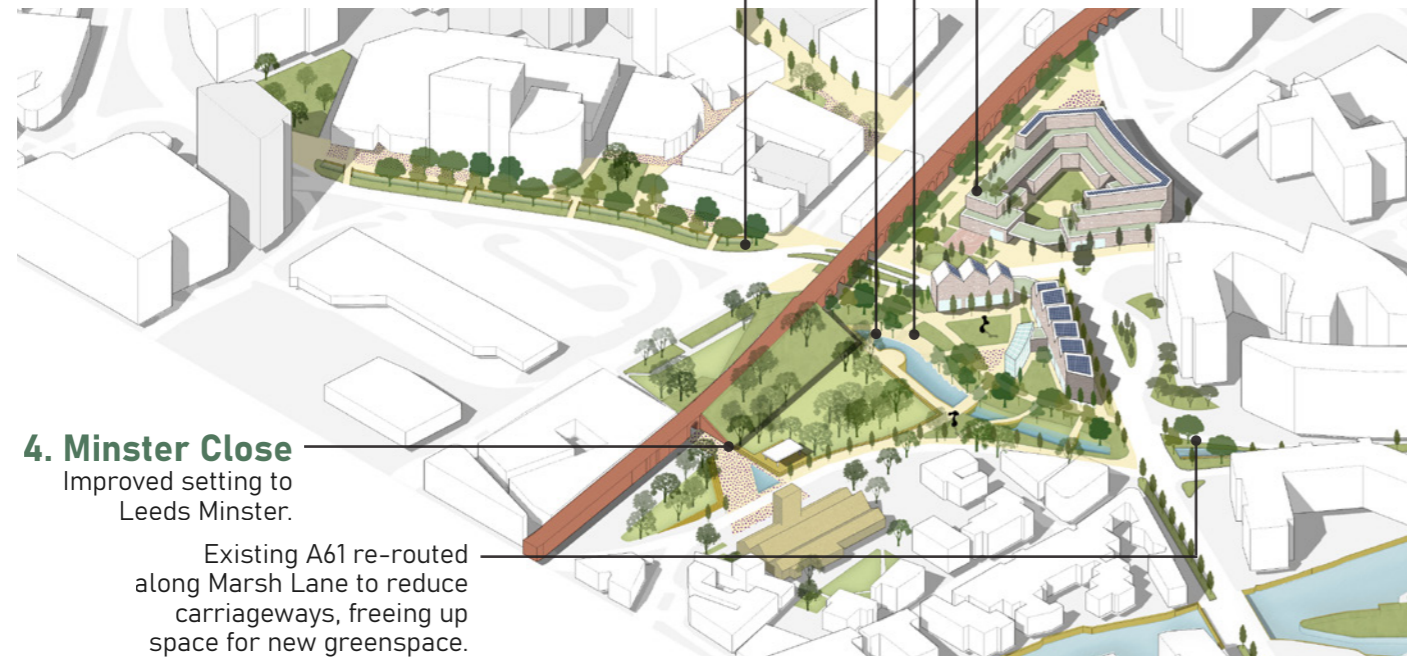 4. Minster Close
Improved setting to
Leeds Minster.
Existing A61 re-routed
along Marsh Lane to reduce
carriageways, freeing up
space for new greenspace.